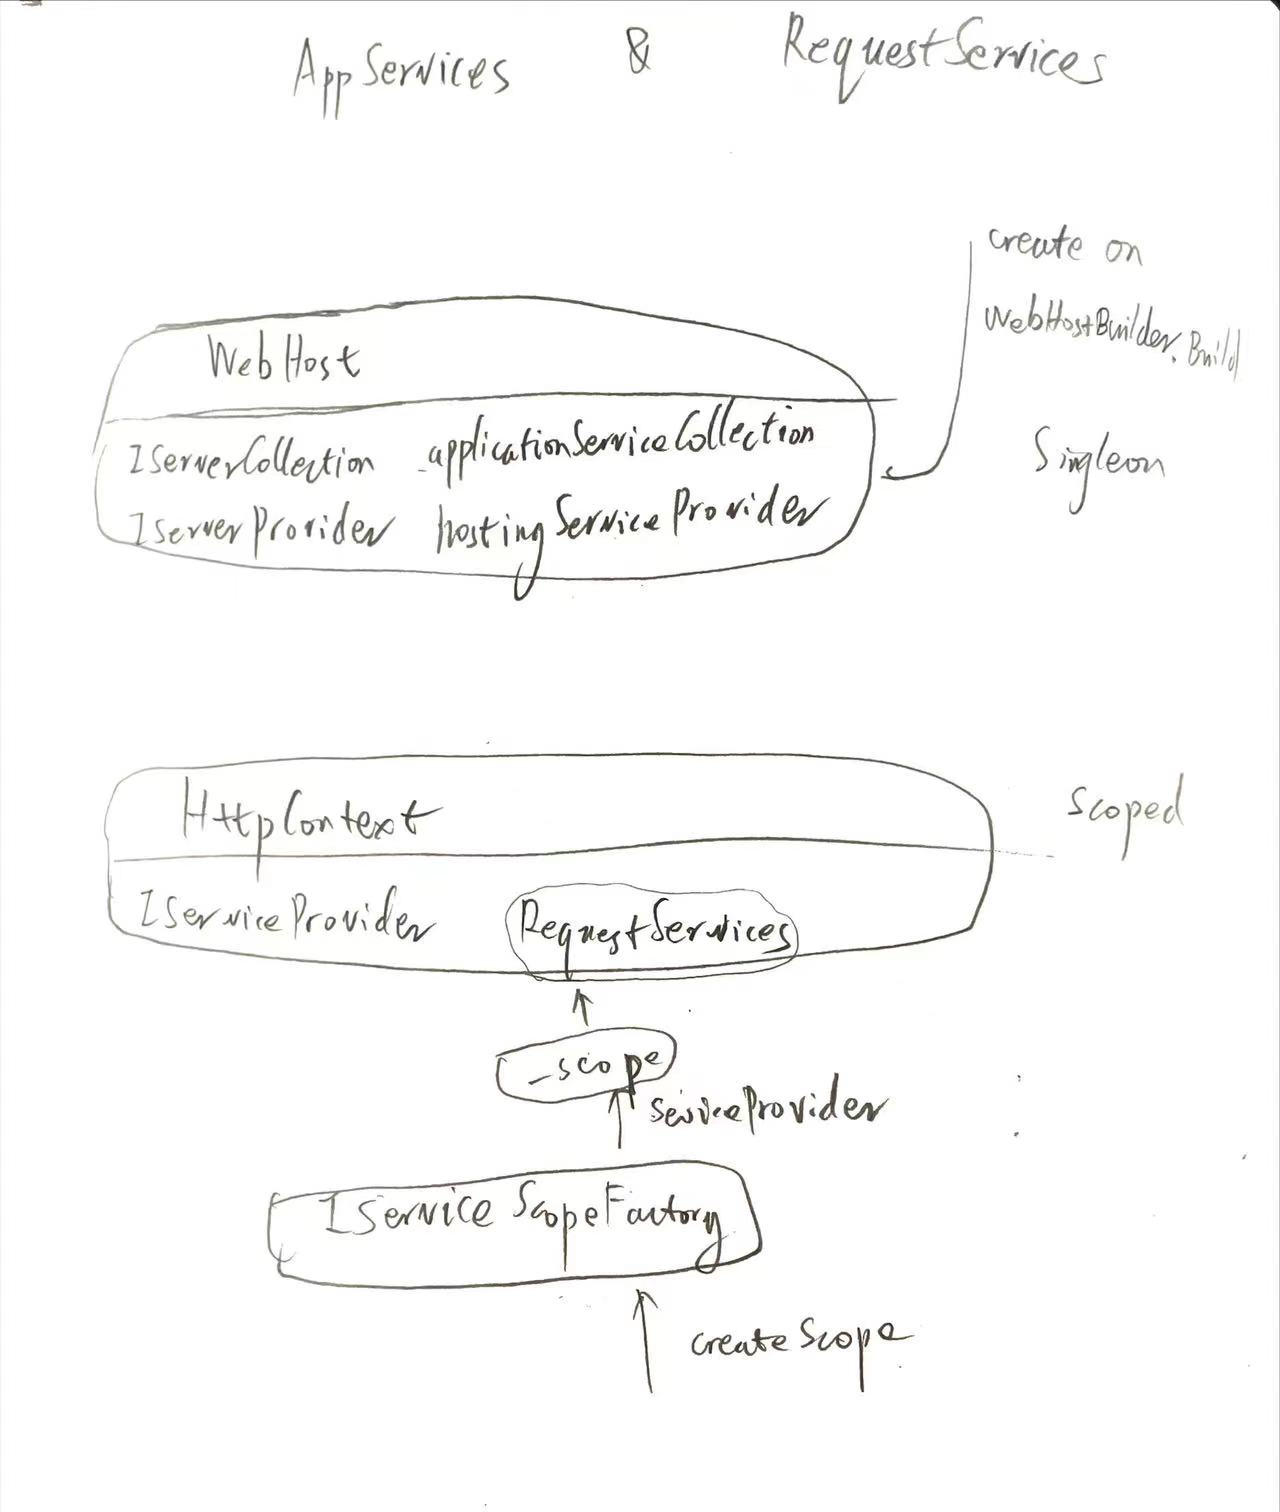 AppServices & RequestServices
create on
WebHostBuilder.Build
WebHost
IServerCollection applicationServiceCollection
Singleon
IServerProvider hostingServiceProvider
HttpContext
Scoped
IServiceProvider RequestServices
_scope
serviceProvider
IServiceScopeFactory
createScope